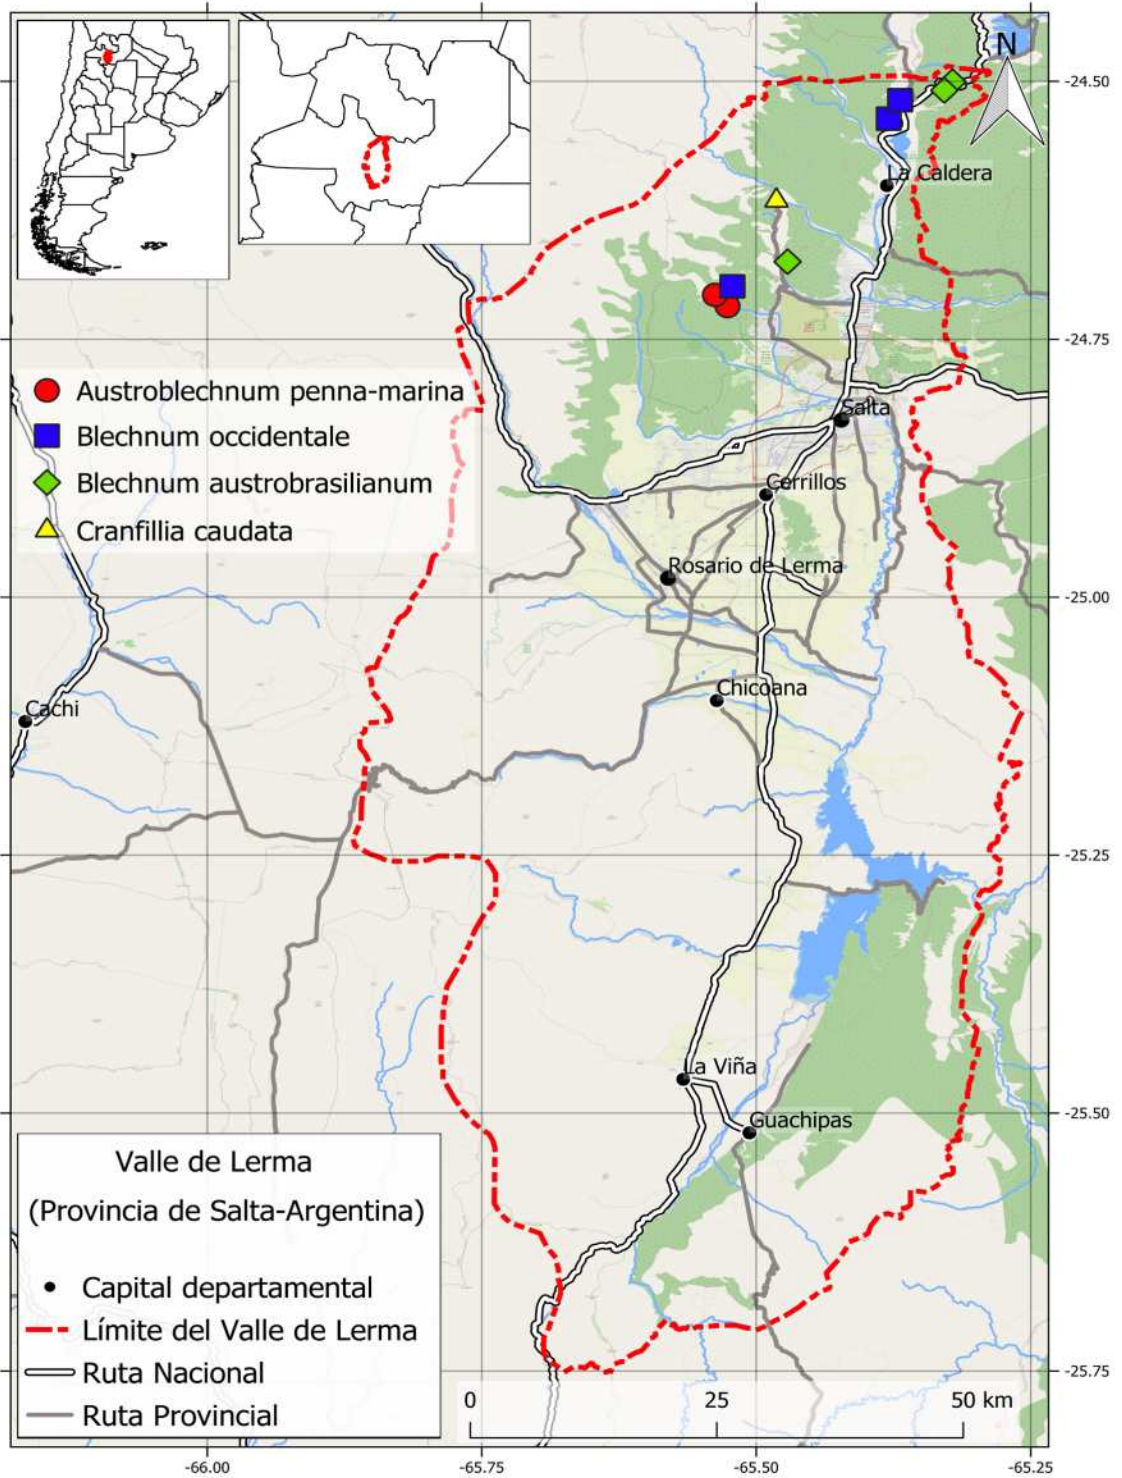 N
-24.50
La Caldera
-24.75
Austroblechnum penna-marina
Blechnum occidentale
Blechnum austrobrasilianum
Cranfillia caudata
Salta
Cerrillos
Rosario de Lerma
-25.00
Chicoana
Cachi
-25.25
La Viña
Guachipas
-25.50
Valle de Lerma
(Provincia de Salta-Argentina)
Capital departamental
Límite del Valle de Lerma
Ruta Nacional
Ruta Provincial
-25.75
0 25 50 km
-66.00 -65.75 -65.50 -65.25